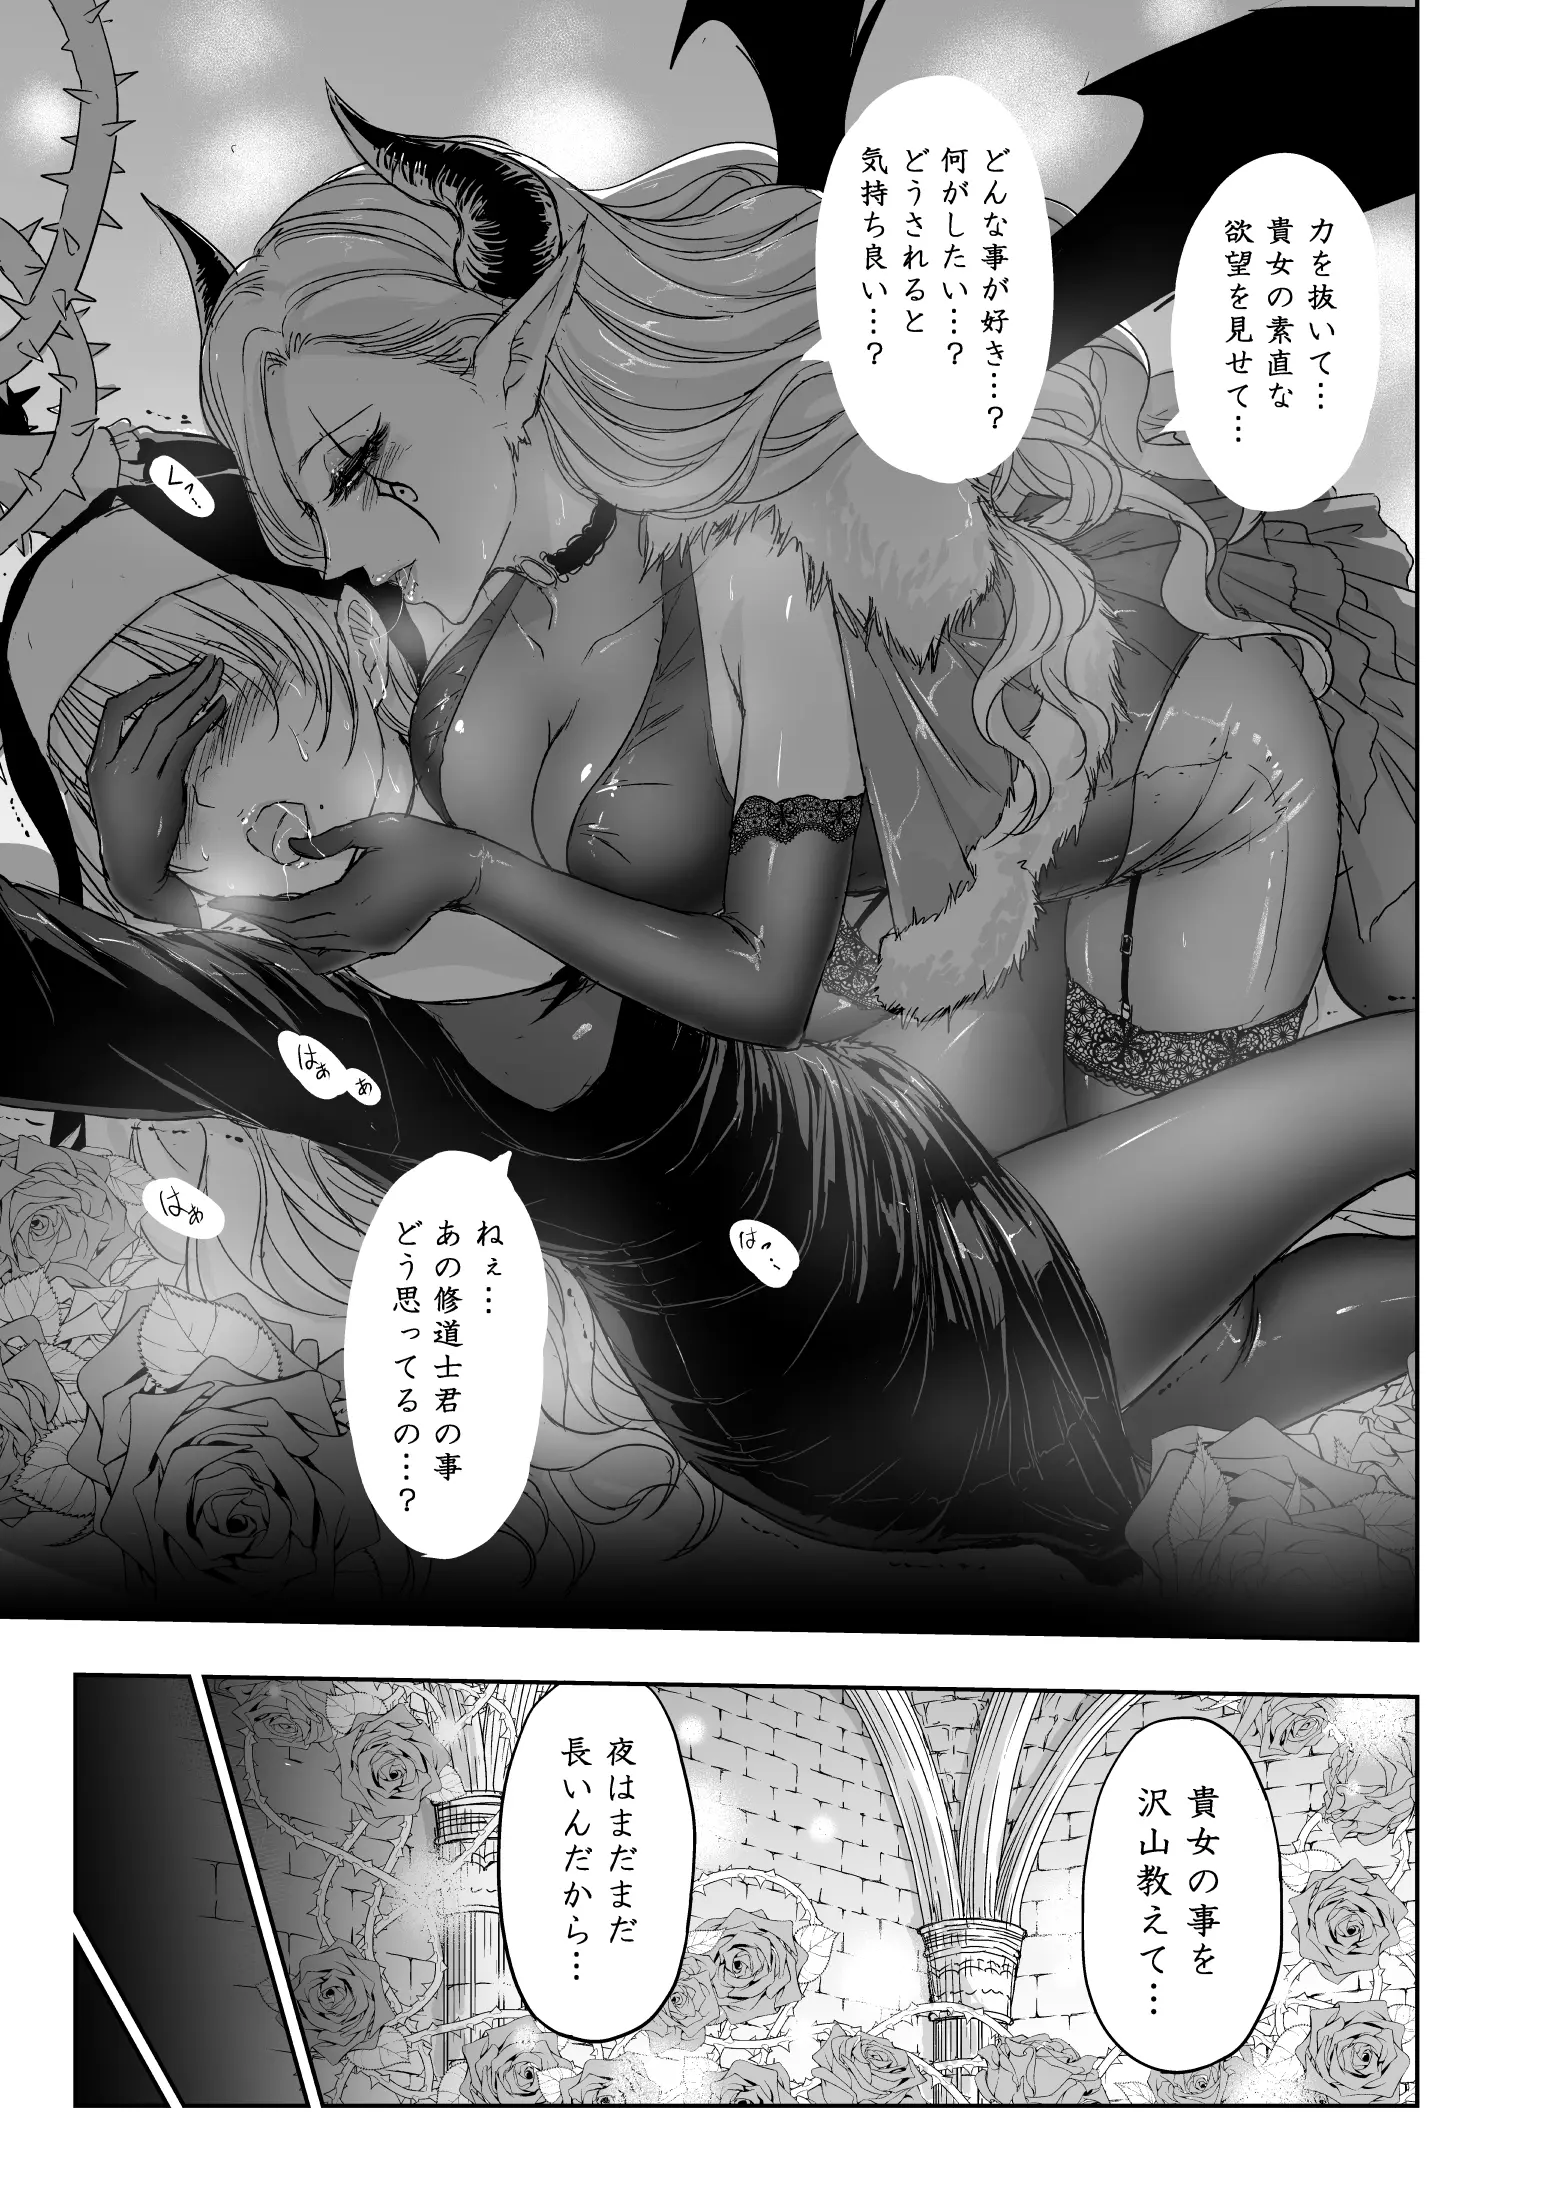 力を抜いて…
貴女の素直な
欲望を見せて…
どんな事が好き…？
何がしたい…？
どうされると
気持ち良い…？
レへ…
はぁ
ぁ
はぁ
はへ…
ねぇ…
あの修道士君の事
どう思ってるの…？
貴女の事を
沢山教えて…
夜はまだまだ
長いんだから…